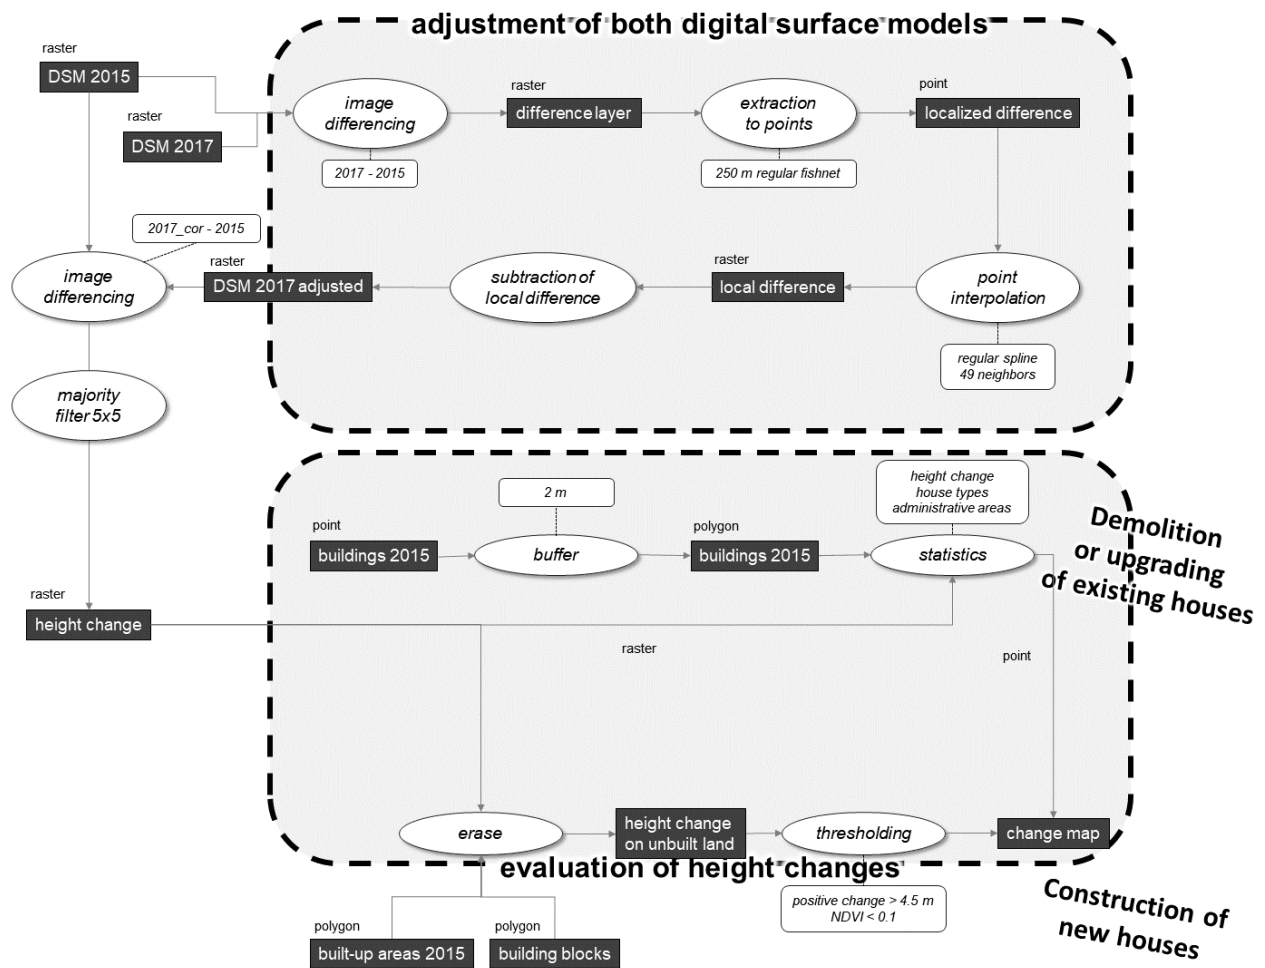 adjustment of both digital surface models
raster
DSM 2015
raster
DSM 2017
image
differencing
2017 - 2015
raster
difference layer
extraction
to points
250 m regular fishnet
point
localized difference
2017_cor - 2015
image
differencing
raster
DSM 2017 adjusted
subtraction of
local difference
raster
local difference
point
interpolation
regular spline
49 neighbors
majority
filter 5x5
raster
height change
point
buildings 2015
2 m
buffer
polygon
buildings 2015
height change
house types
administrative areas
statistics
Demolition
or upgrading
of existing houses
raster
point
erase
height change
on unbuilt land
thresholding
change map
evaluation of height changes
positive change > 4.5 m
NDVI < 0.1
Construction of
new houses
polygon
built-up areas 2015
polygon
building blocks